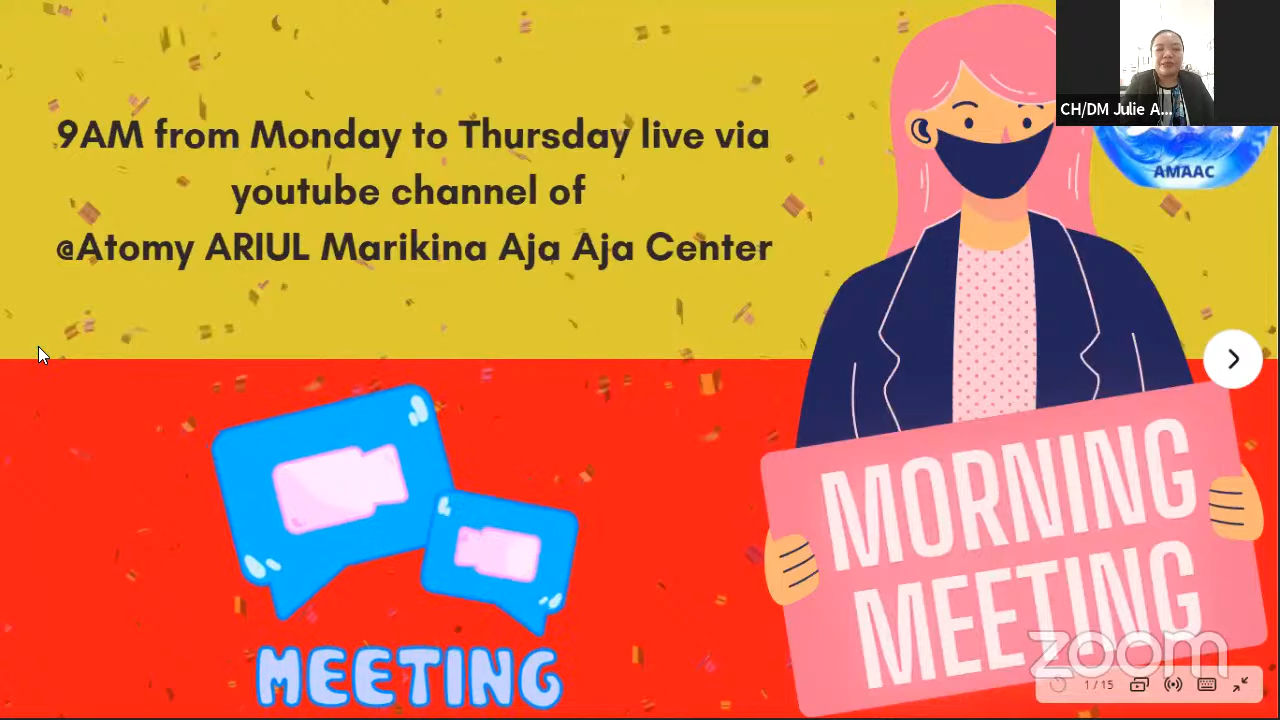 9AM from Monday to Thursday live via
youtube channel of
@Atomy ARIUL Marikina Aja Aja Center
CH/DM Julie A...
AMAAC
MORNING
MEETING
MEETING
zoom
1 / 15